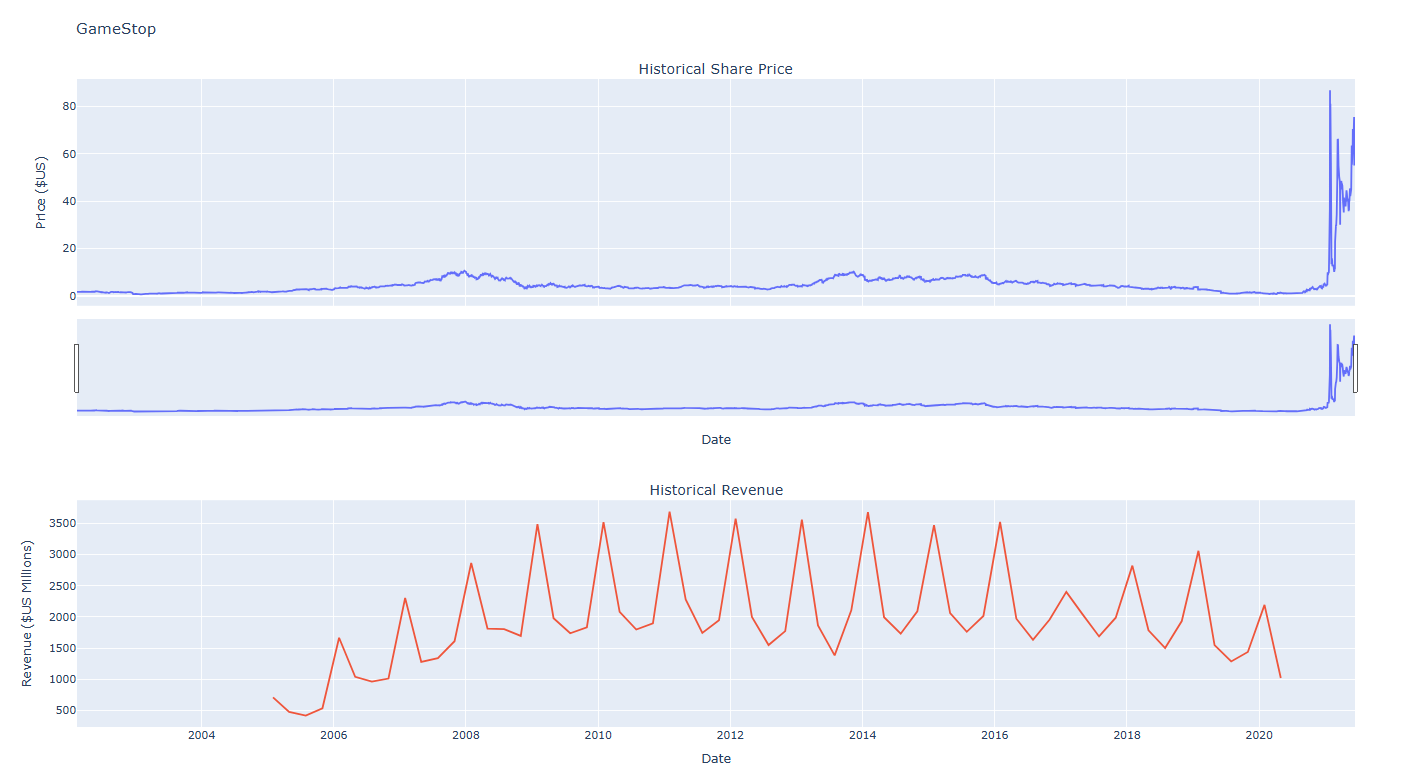 GameStop
Historical Share Price
80
60
40
20
0
Price ($US)
Date
Historical Revenue
3500
3000
2500
2000
1500
1000
500
Revenue ($US Millions)
2004 2006 2008 2010 2012 2014 2016 2018 2020
Date